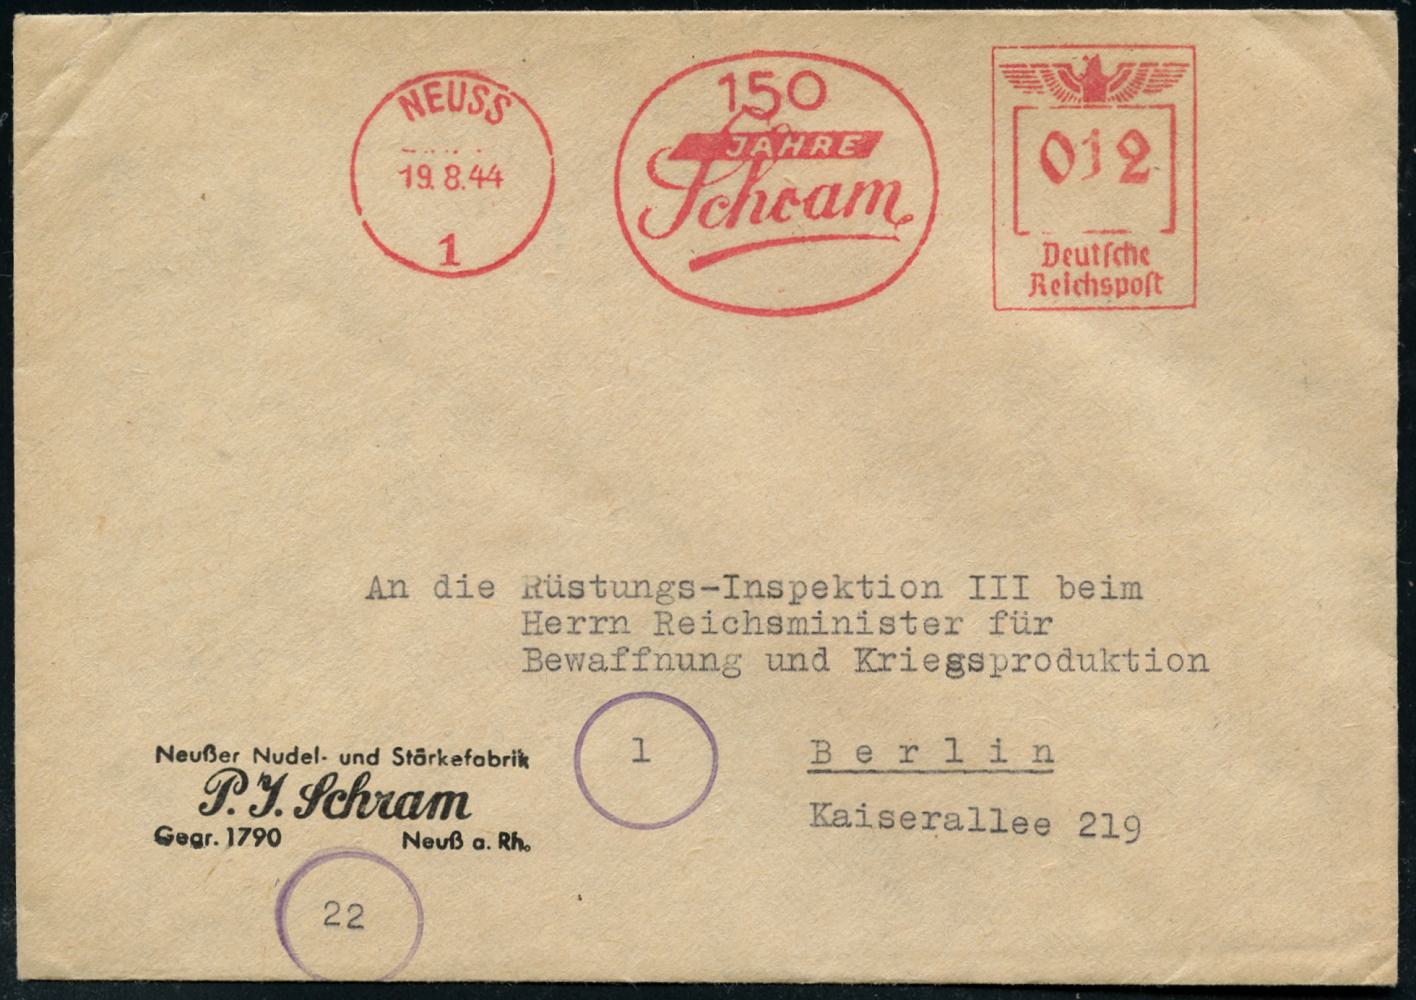 NEUSS
19.8.44
1
150
JAHRE
Schram
012
Deutsche
Reichspost
An die Rüstungs-Inspektion III beim
Herrn Reichsminister für
Bewaffnung und Kriegsproduktion
1
Berlin
Kaiserallee 219
Neußer Nudel- und Stärkefabrik
P. J. Schram
Gegr. 1790 Neuß a. Rh.
22